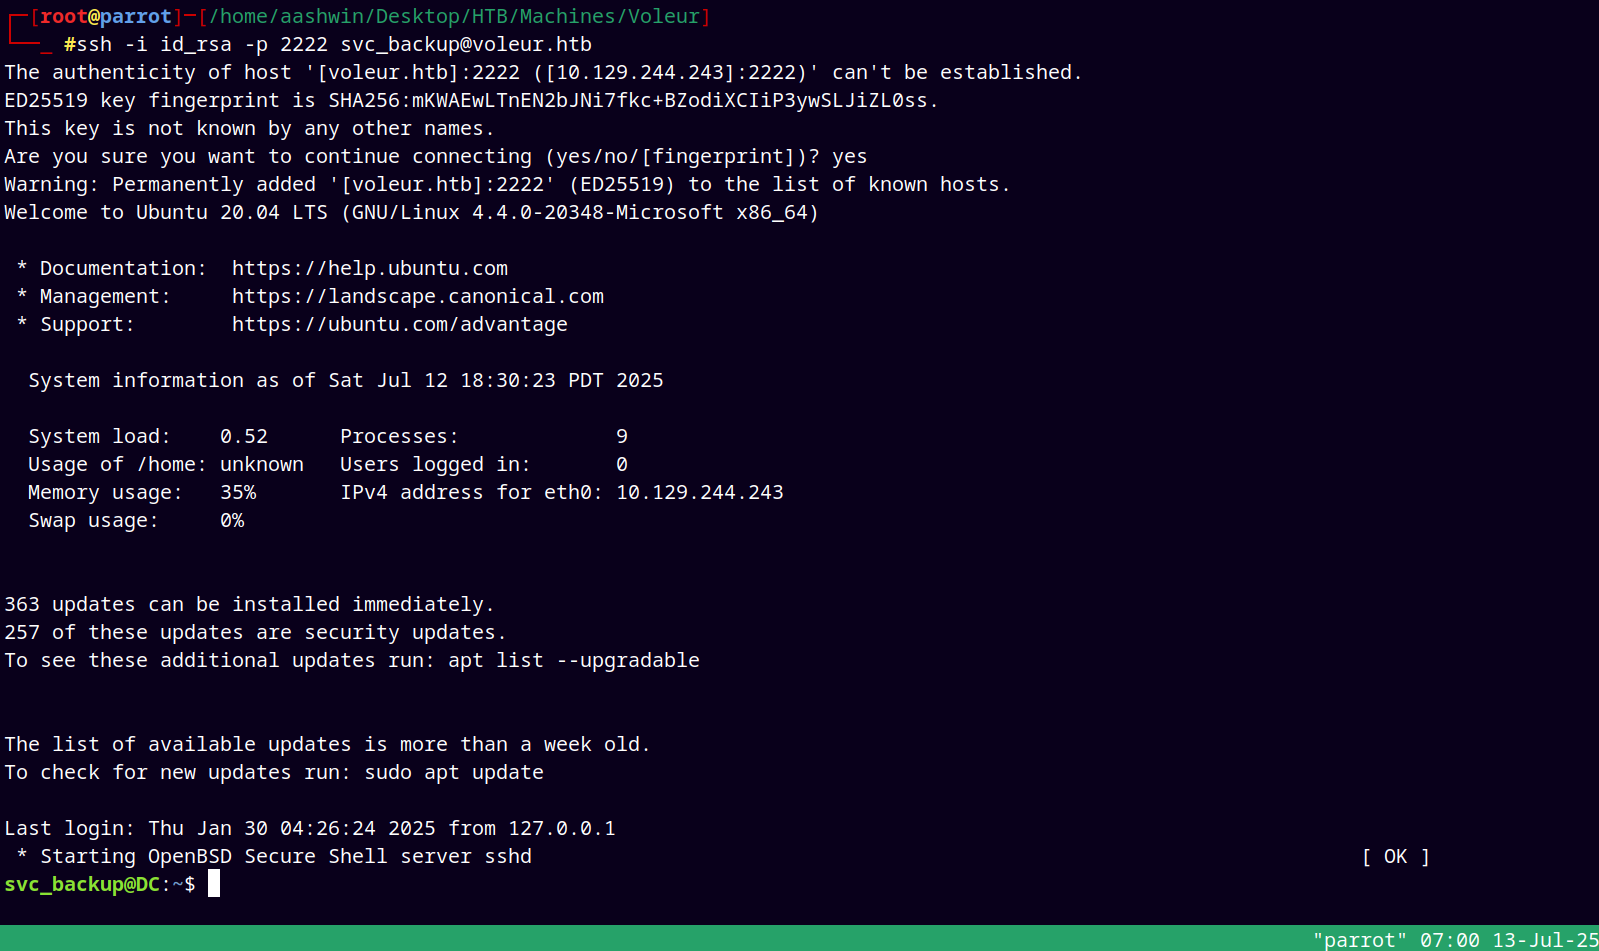 ┌─[root@parrot]─[/home/aashwin/Desktop/HTB/Machines/Voleur]
└──╼ #ssh -i id_rsa -p 2222 svc_backup@voleur.htb
The authenticity of host '[voleur.htb]:2222 ([10.129.244.243]:2222)' can't be established.
ED25519 key fingerprint is SHA256:mKWAEwLTnEN2bJNi7fkc+BZodiXCIiP3ywSLJiZL0ss.
This key is not known by any other names.
Are you sure you want to continue connecting (yes/no/[fingerprint])? yes
Warning: Permanently added '[voleur.htb]:2222' (ED25519) to the list of known hosts.
Welcome to Ubuntu 20.04 LTS (GNU/Linux 4.4.0-20348-Microsoft x86_64)
* Documentation:  https://help.ubuntu.com
* Management:     https://landscape.canonical.com
* Support:        https://ubuntu.com/advantage
System information as of Sat Jul 12 18:30:23 PDT 2025
System load:    0.52      Processes:             9
Usage of /home: unknown   Users logged in:       0
Memory usage:   35%       IPv4 address for eth0: 10.129.244.243
Swap usage:     0%
363 updates can be installed immediately.
257 of these updates are security updates.
To see these additional updates run: apt list --upgradable
The list of available updates is more than a week old.
To check for new updates run: sudo apt update
Last login: Thu Jan 30 04:26:24 2025 from 127.0.0.1
* Starting OpenBSD Secure Shell server sshd [ OK ]
svc_backup@DC:~$
"parrot" 07:00 13-Jul-25